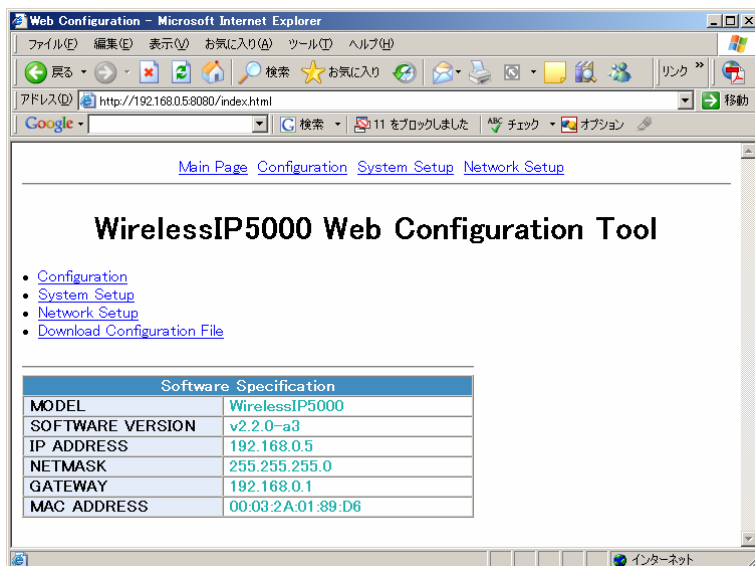 Web Configuration - Microsoft Internet Explorer
ファイル(F) 編集(E) 表示(V) お気に入り(A) ツール(T) ヘルプ(H)
戻る 検索 お気に入り リンク »
アドレス(D) http://192.168.0.5:8080/index.html 移動
Google 検索 11 をブロックしました ABC チェック オプション
Main Page Configuration System Setup Network Setup
WirelessIP5000 Web Configuration Tool
• Configuration
• System Setup
• Network Setup
• Download Configuration File
Software Specification
MODEL WirelessIP5000
SOFTWARE VERSION v2.2.0-a3
IP ADDRESS 192.168.0.5
NETMASK 255.255.255.0
GATEWAY 192.168.0.1
MAC ADDRESS 00:03:2A:01:89:D6
インターネット